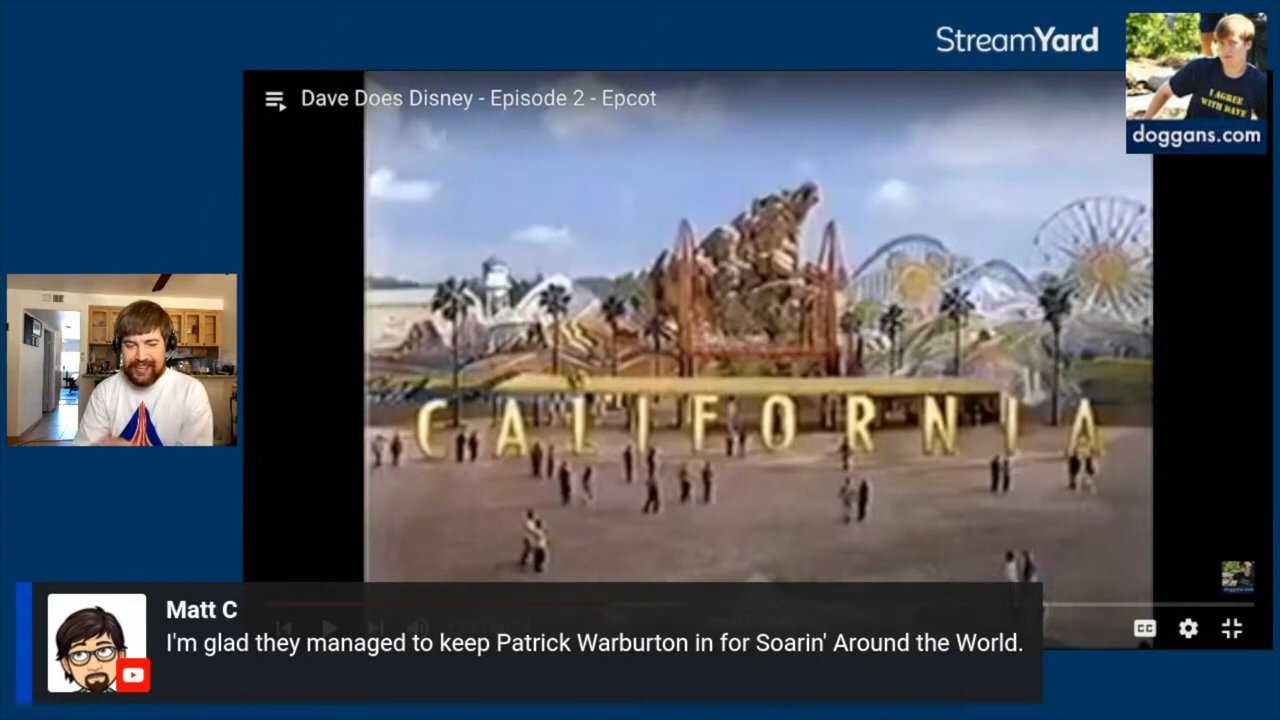 StreamYard
Dave Does Disney - Episode 2 - Epcot
I AGREE
WITH DAVE
doggans.com
CALIFORNIA
Matt C
I'm glad they managed to keep Patrick Warburton in for Soarin' Around the World.
CC